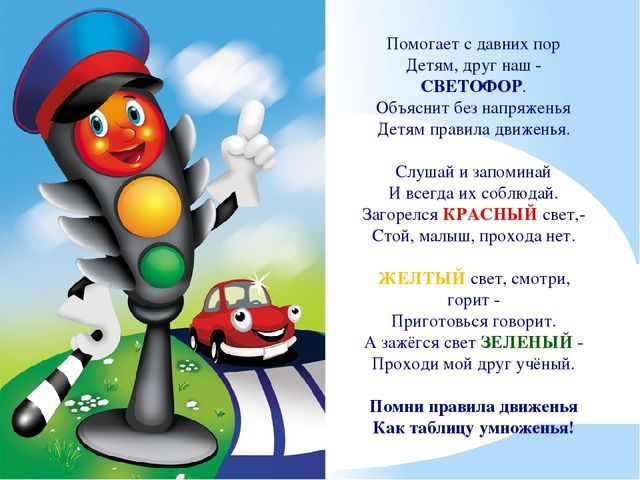 Помогает с давних пор
Детям, друг наш -
СВЕТОФОР.
Объяснит без напряженья
Детям правила движенья.
Слушай и запоминай
И всегда их соблюдай.
Загорелся КРАСНЫЙ свет,-
Стой, малыш, прохода нет.
ЖЕЛТЫЙ свет, смотри,
горит -
Приготовься говорит.
А зажёгся свет ЗЕЛЕНЫЙ -
Проходи мой друг учёный.
Помни правила движенья
Как таблицу умноженья!